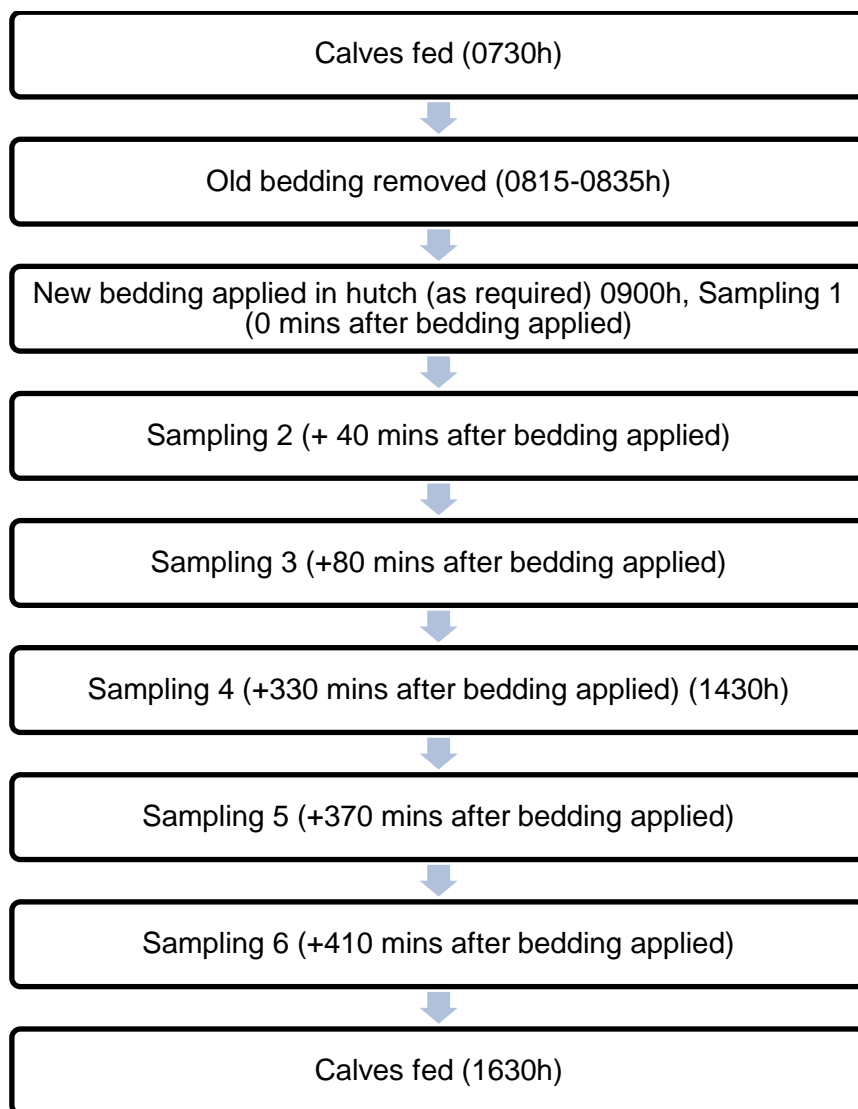 Calves fed (0730h)
Old bedding removed (0815-0835h)
New bedding applied in hutch (as required) 0900h, Sampling 1
(0 mins after bedding applied)
Sampling 2 (+ 40 mins after bedding applied)
Sampling 3 (+80 mins after bedding applied)
Sampling 4 (+330 mins after bedding applied) (1430h)
Sampling 5 (+370 mins after bedding applied)
Sampling 6 (+410 mins after bedding applied)
Calves fed (1630h)